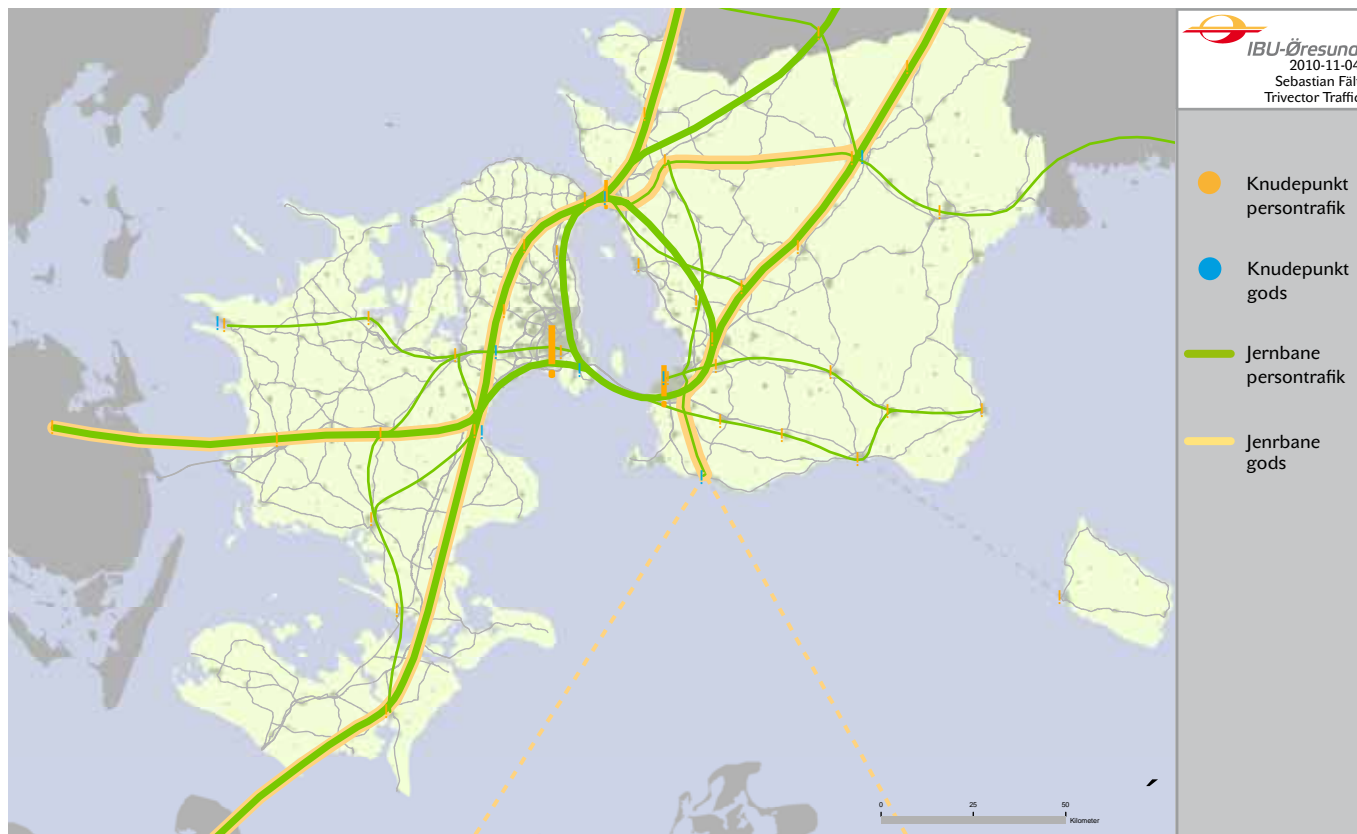 IBU-Øresund
2010-11-04
Sebastian Fäl
Trivector Traffic
Knudepunkt
persontrafik
Knudepunkt
gods
Jernbane
persontrafik
Jenrbane
gods
0 25 50
Kilometer